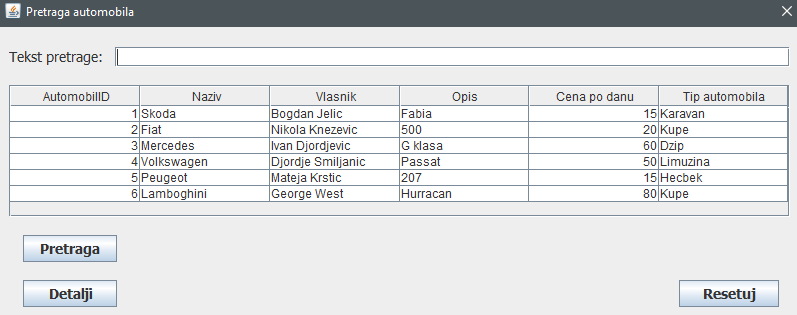 Pretraga automobila
Tekst pretrage:
AutomobilID Naziv Vlasnik Opis Cena po danu Tip automobila
1 Skoda Bogdan Jelic Fabia 15 Karavan
2 Fiat Nikola Knezevic 500 20 Kupe
3 Mercedes Ivan Djordjevic G klasa 60 Dzip
4 Volkswagen Djordje Smiljanic Passat 50 Limuzina
5 Peugeot Mateja Krstic 207 15 Hecbek
6 Lamboghini George West Hurracan 80 Kupe
Pretraga
Detalji Resetuj